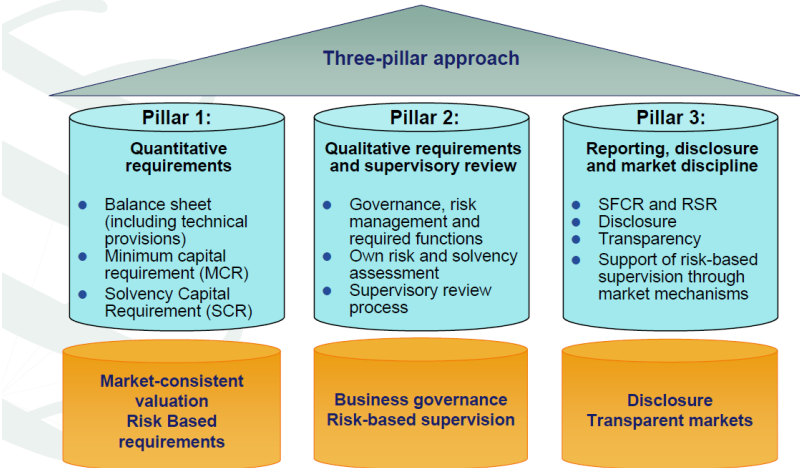 Three-pillar approach
Pillar 1:
Quantitative
requirements
Balance sheet
(including technical
provisions)
Minimum capital
requirement (MCR)
Solvency Capital
Requirement (SCR)
Market-consistent
valuation
Risk Based
requirements
Pillar 2:
Qualitative requirements
and supervisory review
Governance, risk
management and
required functions
Own risk and solvency
assessment
Supervisory review
process
Business governance
Risk-based supervision
Pillar 3:
Reporting, disclosure
and market discipline
SFCR and RSR
Disclosure
Transparency
Support of risk-based
supervision through
market mechanisms
Disclosure
Transparent markets